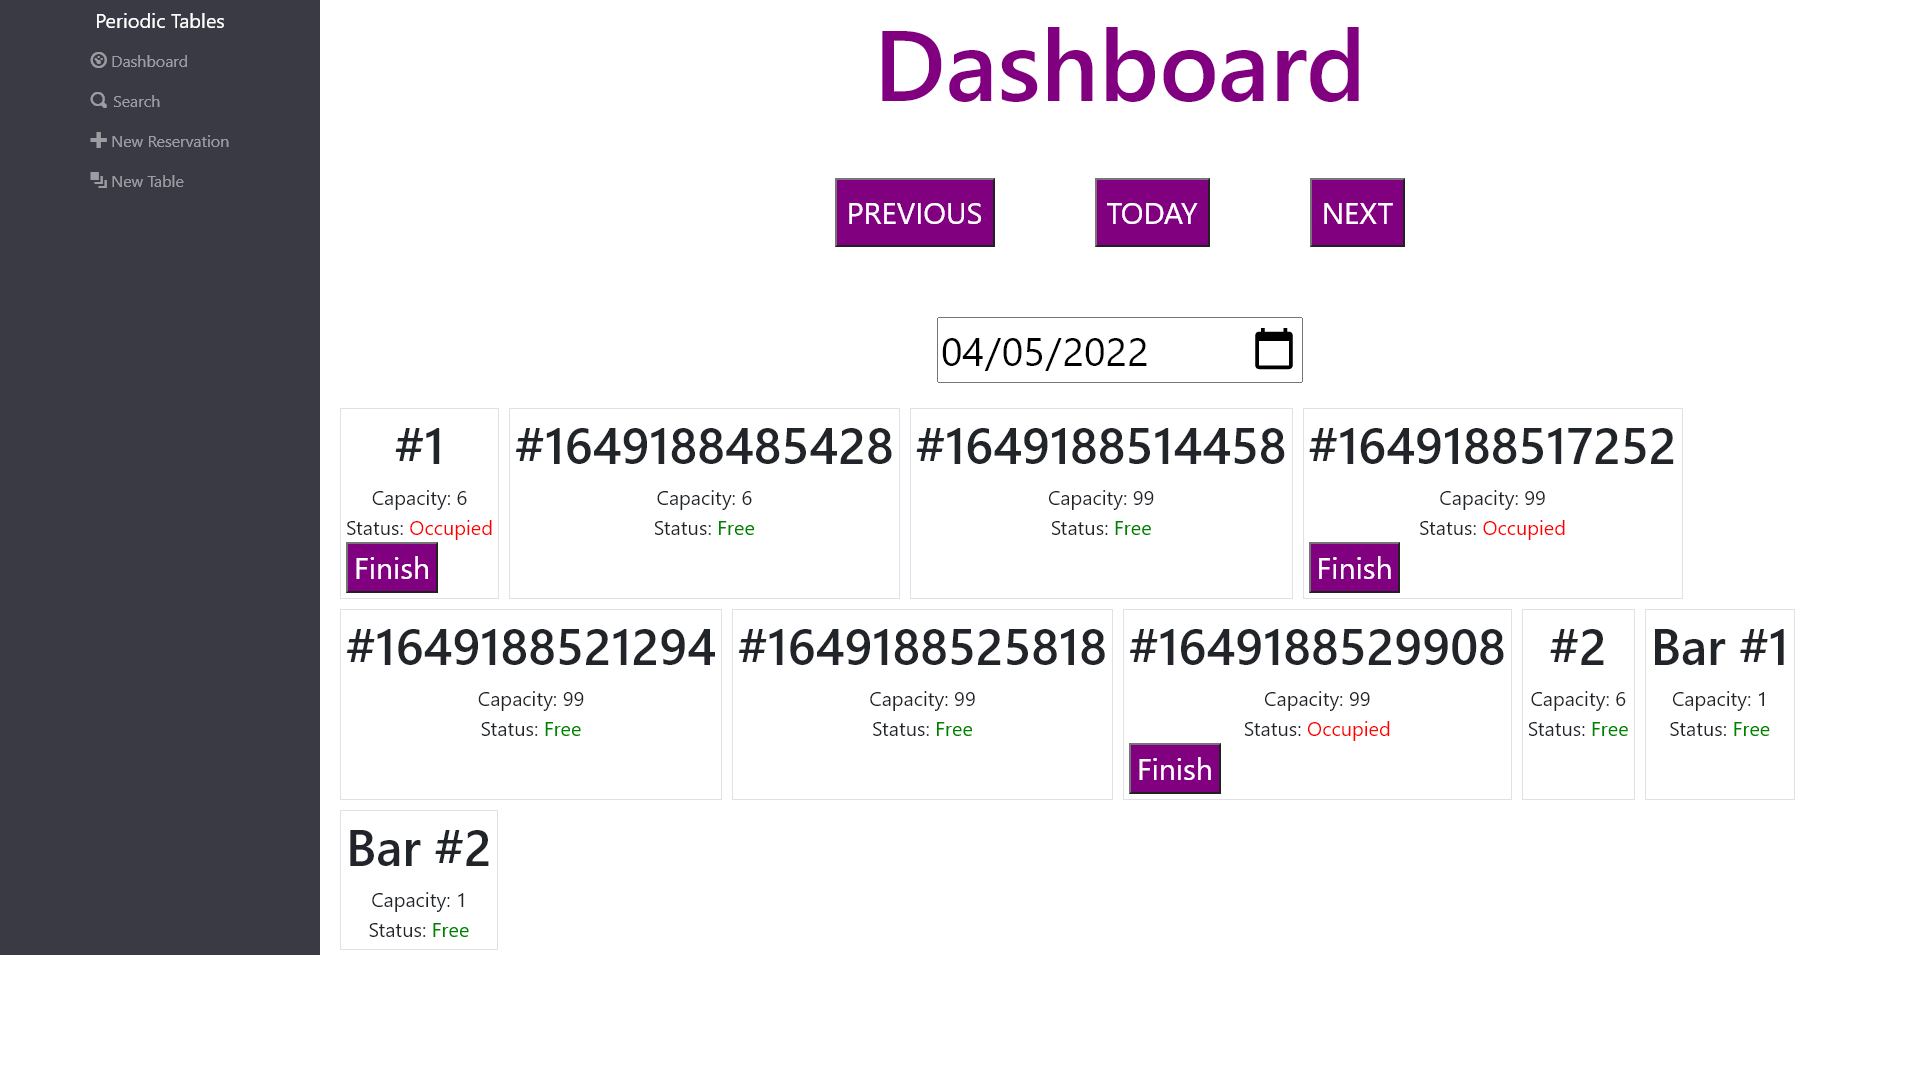 Periodic Tables
Dashboard
Search
New Reservation
New Table
Dashboard
PREVIOUS TODAY NEXT
04/05/2022
#1
Capacity: 6
Status: Occupied
Finish
#1649188485428
Capacity: 6
Status: Free
#1649188514458
Capacity: 99
Status: Free
#1649188517252
Capacity: 99
Status: Occupied
Finish
#1649188521294
Capacity: 99
Status: Free
#1649188525818
Capacity: 99
Status: Free
#1649188529908
Capacity: 99
Status: Occupied
Finish
#2
Capacity: 6
Status: Free
Bar #1
Capacity: 1
Status: Free
Bar #2
Capacity: 1
Status: Free